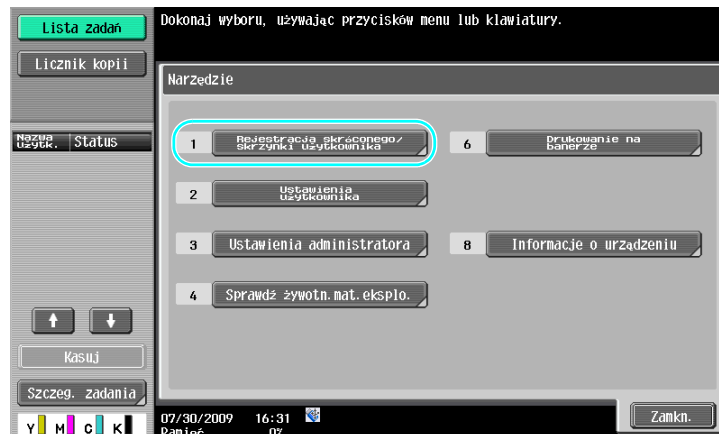 Lista zadań
Dokonaj wyboru, używając przycisków menu lub klawiatury.
Licznik kopii
Narzędzie
Nazwa
użytk.
Status
1
Rejestracja skróconego/
skrzynki użytkownika
6
Drukowanie na
banerze
2
Ustawienia
użytkownika
3
Ustawienia administratora
8
Informacje o urządzeniu
4
Sprawdź żywotn.mat.eksplo.
Kasuj
Szczeg. zadania
Y M C K
07/30/2009 16:31
Pamięć 0%
Zamkn.